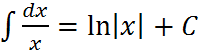 ∫ dx/x = ln|x| + C